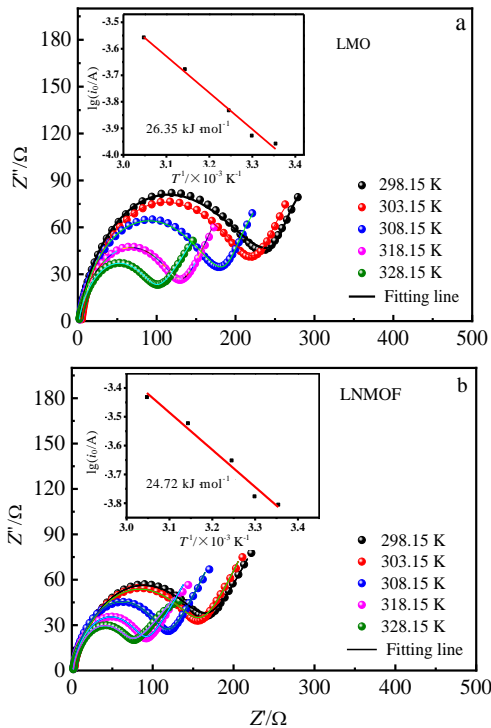 a
LMO
Z''/Ω
180
150
120
90
60
30
0
0 100 200 300 400 500
lg(i₀/A)
-3.5
-3.6
-3.7
-3.8
-3.9
-4.0
3.0 3.1 3.2 3.3 3.4
T⁻¹/×10⁻³ K⁻¹
26.35 kJ·mol⁻¹
298.15 K
303.15 K
308.15 K
318.15 K
328.15 K
Fitting line
b
LNMOF
Z''/Ω
180
150
120
90
60
30
0
lg(i₀/A)
-3.4
-3.5
-3.6
-3.7
-3.8
-3.9
3.0 3.1 3.2 3.3 3.4
T⁻¹/×10⁻³ K⁻¹
24.72 kJ·mol⁻¹
298.15 K
303.15 K
308.15 K
318.15 K
328.15 K
Fitting line
0 100 200 300 400 500
Z'/Ω